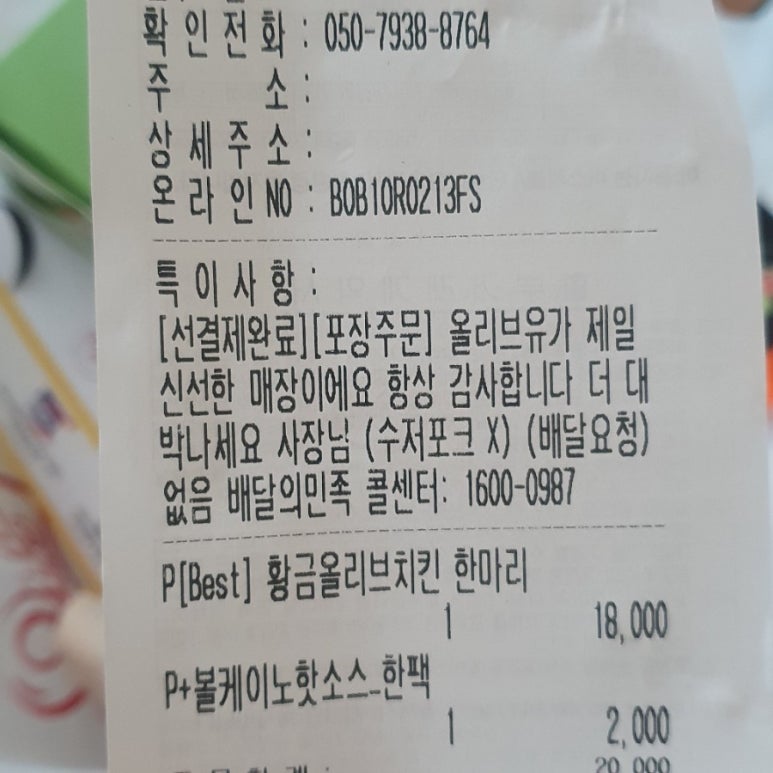 확인전화 : 050-7938-8764
주 소 :
상세주소 :
온라인NO : B0B10R0213FS
특이사항 :
[선결제완료][포장주문] 올리브유가 제일
신선한 매장이에요 항상 감사합니다 더 대
박나세요 사장님 (수저포크 X) (배달요청)
없음 배달의민족 콜센터: 1600-0987
P[Best] 황금올리브치킨 한마리
1 18,000
P+볼케이노핫소스_한팩
1 2,000
20,000